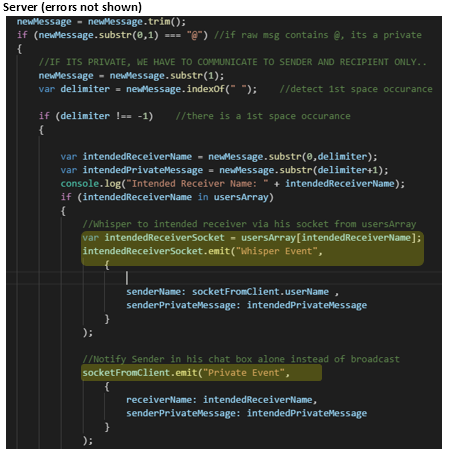 Server (errors not shown)
newMessage = newMessage.trim();
if (newMessage.substr(0,1) === "@") //if raw msg contains @, its a private
{
//IF ITS PRIVATE, WE HAVE TO COMMUNICATE TO SENDER AND RECIPIENT ONLY..
newMessage = newMessage.substr(1);
var delimiter = newMessage.indexOf(" "); //detect 1st space occurance
if (delimiter !== -1) //there is a 1st space occurance
{
var intendedReceiverName = newMessage.substr(0,delimiter);
var intendedPrivateMessage = newMessage.substr(delimiter+1);
console.log("Intended Receiver Name: " + intendedReceiverName);
if (intendedReceiverName in usersArray)
{
//Whisper to intended receiver via his socket from usersArray
var intendedReceiverSocket = usersArray[intendedReceiverName];
intendedReceiverSocket.emit("Whisper Event",
{
senderName: socketFromClient.userName ,
senderPrivateMessage: intendedPrivateMessage
}
);
//Notify Sender in his chat box alone instead of broadcast
socketFromClient.emit("Private Event",
{
receiverName: intendedReceiverName,
senderPrivateMessage: intendedPrivateMessage
}
);